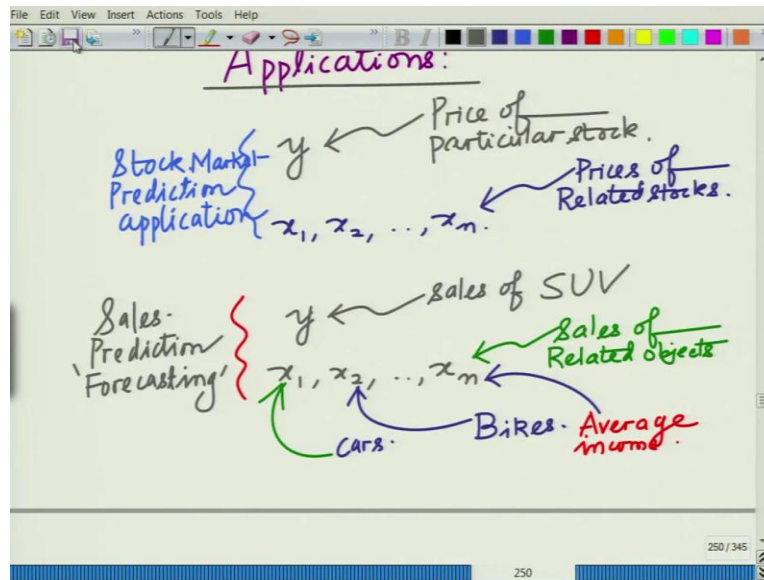 File Edit View Insert Actions Tools Help
B I
Applications:
Stock Market
Prediction
application
y
Price of
particular stock.
x₁, x₂, .., xₙ.
Prices of
Related stocks.
Sales
Prediction
'Forecasting'
y
Sales of SUV
x₁, x₂, .., xₙ
Sales of
Related objects
Cars.
Bikes.
Average
income.
250 / 345
250